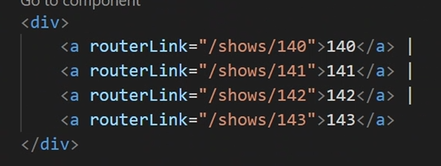 Go to component
<div>
    <a routerLink="/shows/140">140</a> |
    <a routerLink="/shows/141">141</a> |
    <a routerLink="/shows/142">142</a> |
    <a routerLink="/shows/143">143</a>
</div>